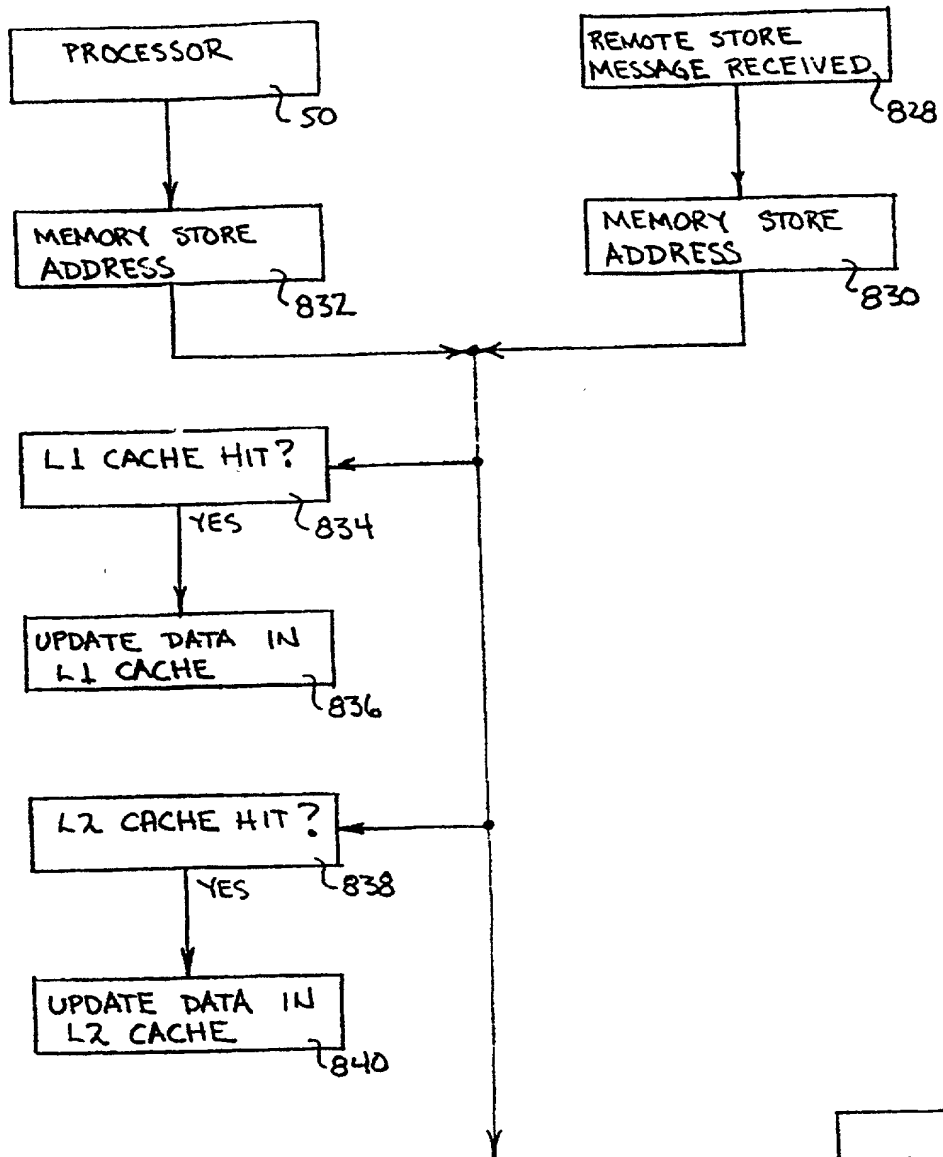 PROCESSOR
50
REMOTE STORE
MESSAGE RECEIVED
828
MEMORY STORE
ADDRESS
832
MEMORY STORE
ADDRESS
830
L1 CACHE HIT?
834
YES
UPDATE DATA IN
L1 CACHE
836
L2 CACHE HIT?
838
YES
UPDATE DATA IN
L2 CACHE
840